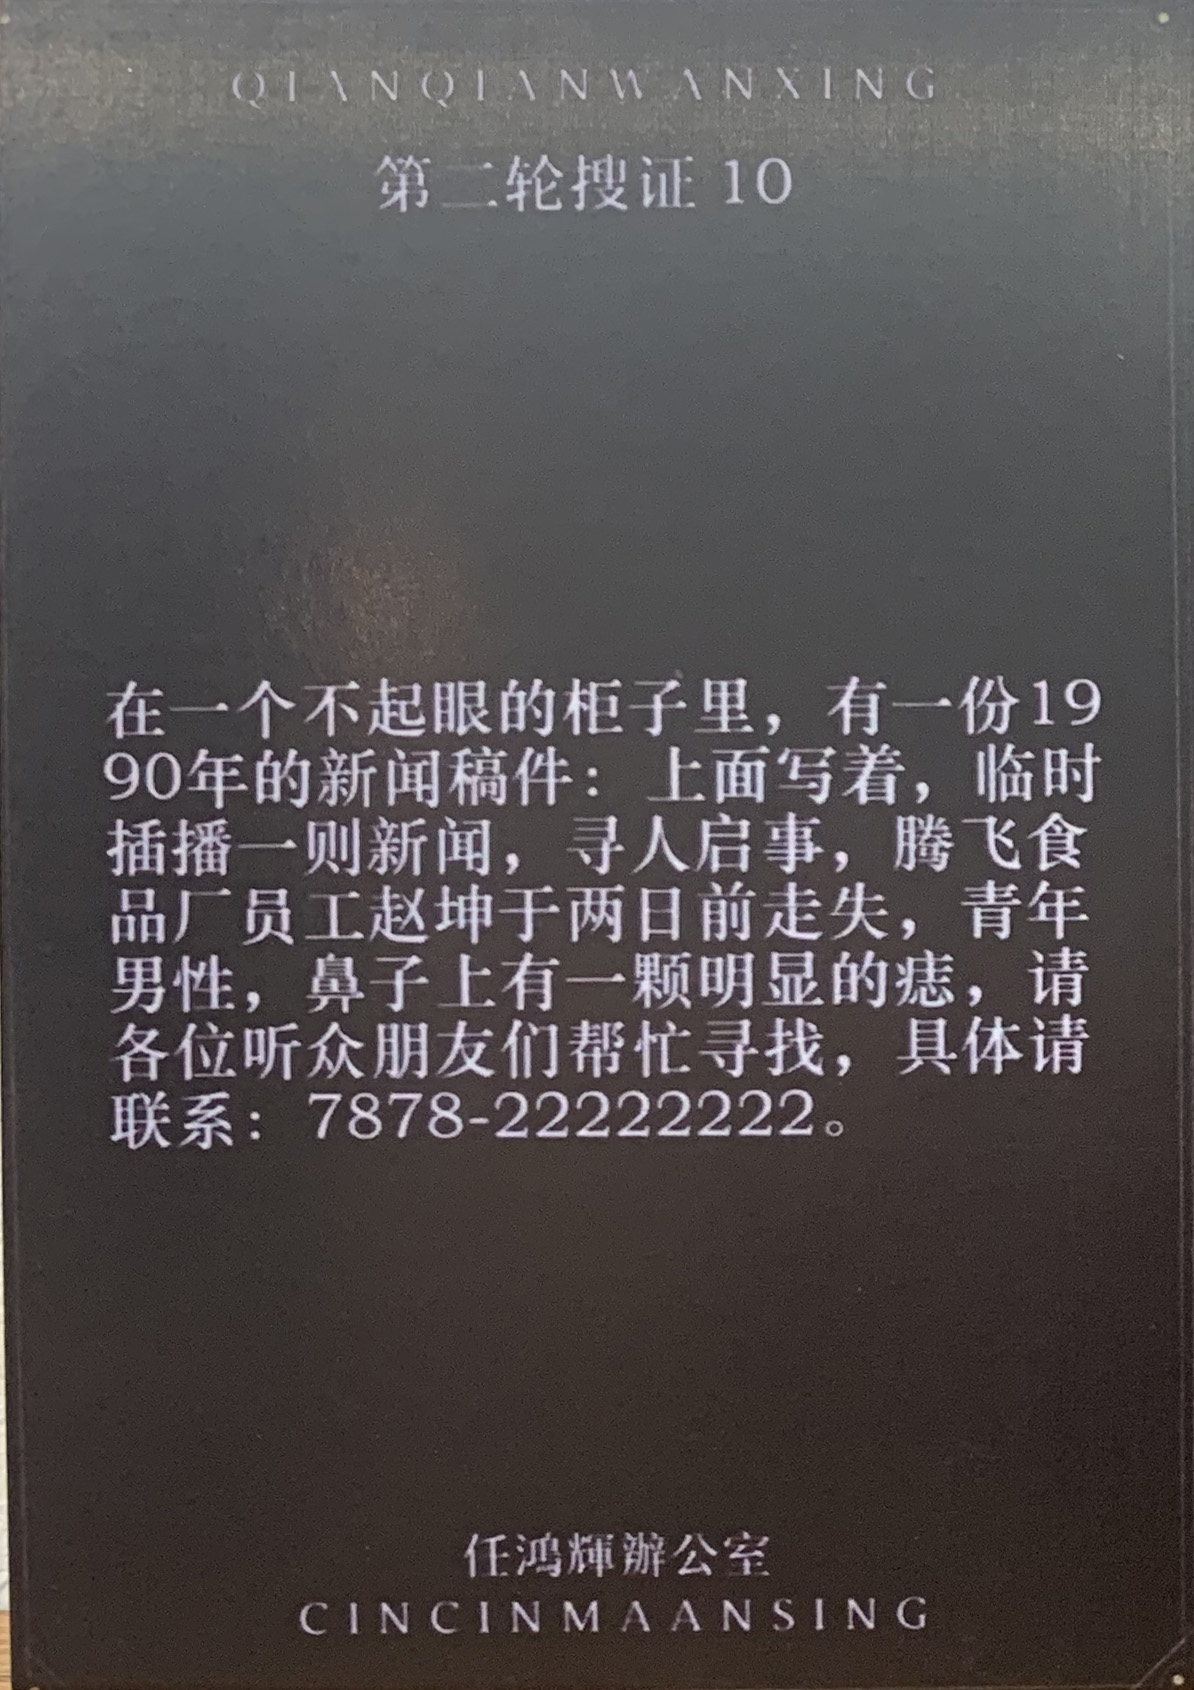 QIANQIANWANXING
第二轮搜证 10
在一个不起眼的柜子里，有一份19
90年的新闻稿件：上面写着，临时
插播一则新闻，寻人启事，腾飞食
品厂员工赵坤于两日前走失，青年
男性，鼻子上有一颗明显的痣，请
各位听众朋友们帮忙寻找，具体请
联系：7878-22222222。
任鸿輝辦公室
CINCINMAANSING